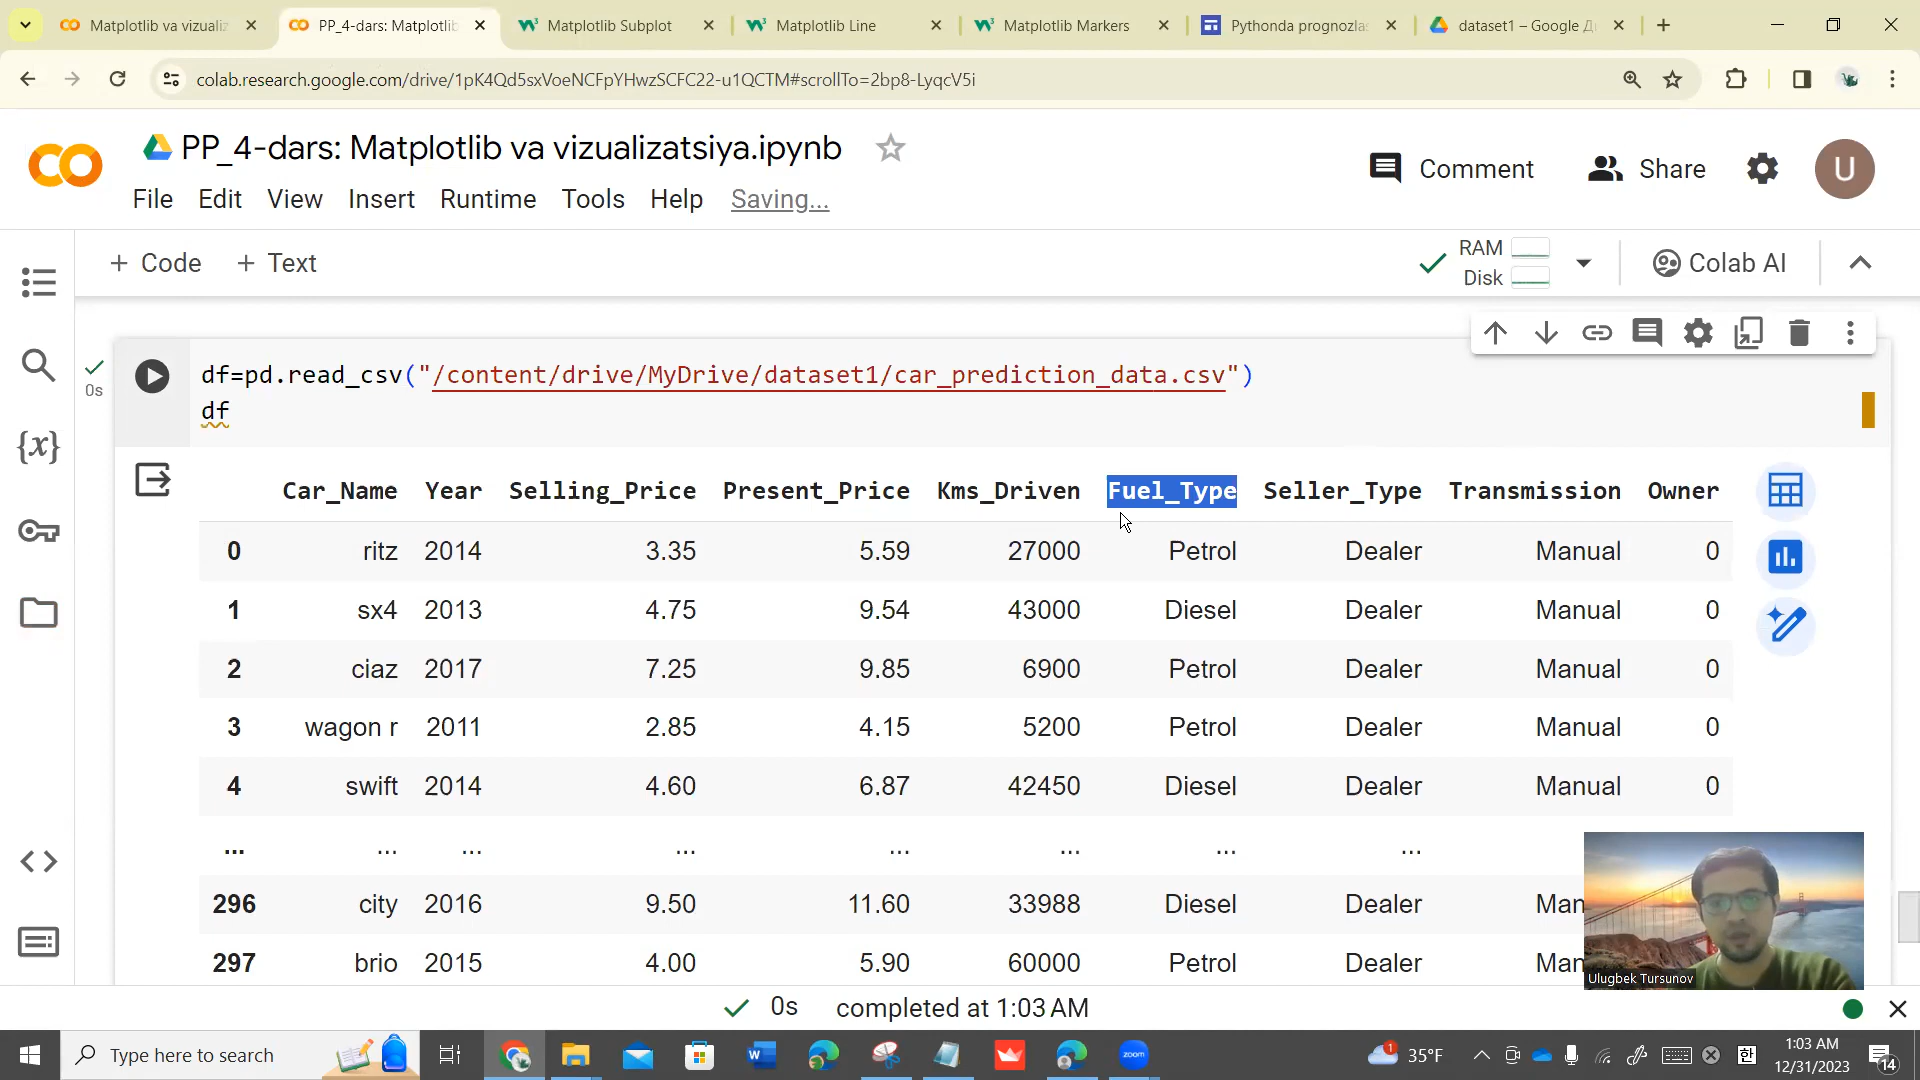 Matplotlib va vizualiz
PP_4-dars: Matplotlib
Matplotlib Subplot
Matplotlib Line
Matplotlib Markers
Pythonda prognozlas
dataset1 – Google Д
colab.research.google.com/drive/1pK4Qd5sxVoeNCFpYHwzSCFC22-u1QCTM#scrollTo=2bp8-LyqcV5i
PP_4-dars: Matplotlib va vizualizatsiya.ipynb
Comment
Share
U
File Edit View Insert Runtime Tools Help Saving...
+ Code + Text
RAM
Disk
Colab AI
{x}
0s
df=pd.read_csv("/content/drive/MyDrive/dataset1/car_prediction_data.csv")
df
Car_Name Year Selling_Price Present_Price Kms_Driven Fuel_Type Seller_Type Transmission Owner
0 ritz 2014 3.35 5.59 27000 Petrol Dealer Manual 0
1 sx4 2013 4.75 9.54 43000 Diesel Dealer Manual 0
2 ciaz 2017 7.25 9.85 6900 Petrol Dealer Manual 0
3 wagon r 2011 2.85 4.15 5200 Petrol Dealer Manual 0
4 swift 2014 4.60 6.87 42450 Diesel Dealer Manual 0
... ... ... ... ... ... ... ...
296 city 2016 9.50 11.60 33988 Diesel Dealer Man
297 brio 2015 4.00 5.90 60000 Petrol Dealer Man
Ulugbek Tursunov
0s completed at 1:03 AM
Type here to search
zoom
1
35°F
한
1:03 AM
12/31/2023
14